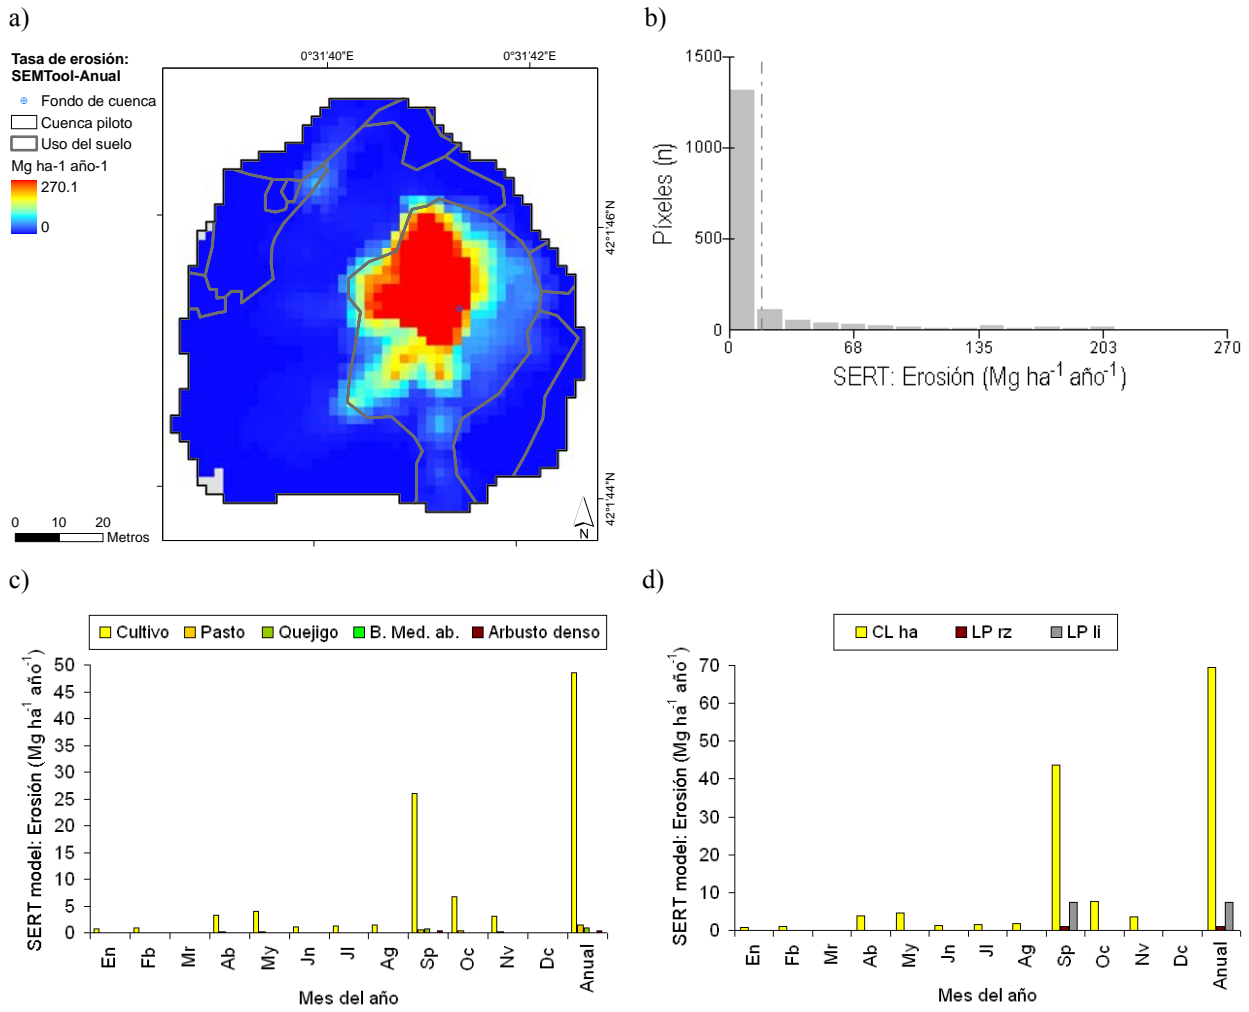 a)
b)
Tasa de erosión:
SEMTool-Anual
Fondo de cuenca
Cuenca piloto
Uso del suelo
Mg ha-1 año-1
270.1
0
0°31'40"E
0°31'42"E
42°1'46"N
42°1'44"N
N
0 10 20
Metros
1500
1000
500
0
Píxeles (n)
0 68 135 203 270
SERT: Erosión (Mg ha-1 año-1)
c)
d)
Cultivo Pasto Quejigo B. Med. ab. Arbusto denso
SERT model: Erosión (Mg ha-1 año-1)
50
45
40
35
30
25
20
15
10
5
0
En Fb Mr Ab My Jn Jl Ag Sp Oc Nv Dc Anual
Mes del año
CL ha LP rz LP li
SERT model: Erosión (Mg ha-1 año-1)
70
60
50
40
30
20
10
0
En Fb Mr Ab My Jn Jl Ag Sp Oc Nv Dc Anual
Mes del año